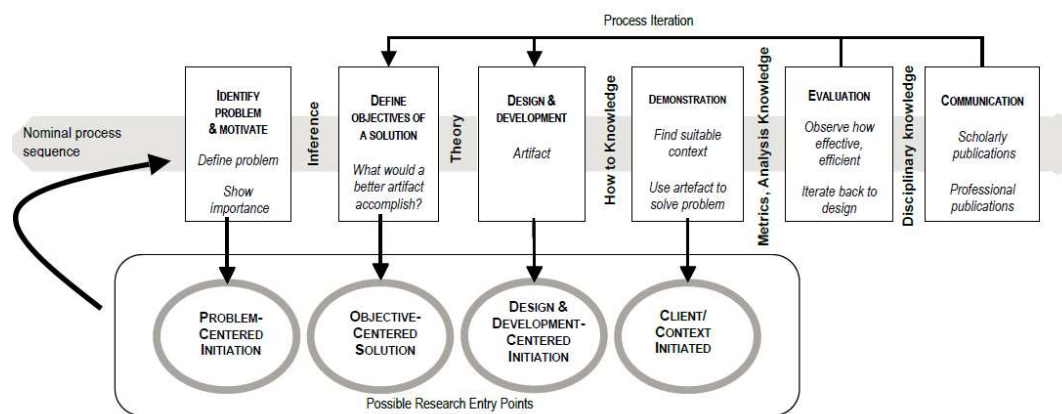 Process Iteration
Nominal process
sequence
IDENTIFY
PROBLEM
& MOTIVATE
Define problem
Show
importance
Inference
DEFINE
OBJECTIVES OF
A SOLUTION
What would a
better artifact
accomplish?
Theory
DESIGN &
DEVELOPMENT
Artifact
How to Knowledge
DEMONSTRATION
Find suitable
context
Use artefact to
solve problem
Metrics, Analysis Knowledge
EVALUATION
Observe how
effective,
efficient
Iterate back to
design
Disciplinary knowledge
COMMUNICATION
Scholarly
publications
Professional
publications
PROBLEM-
CENTERED
INITIATION
OBJECTIVE-
CENTERED
SOLUTION
DESIGN &
DEVELOPMENT-
CENTERED
INITIATION
CLIENT/
CONTEXT
INITIATED
Possible Research Entry Points